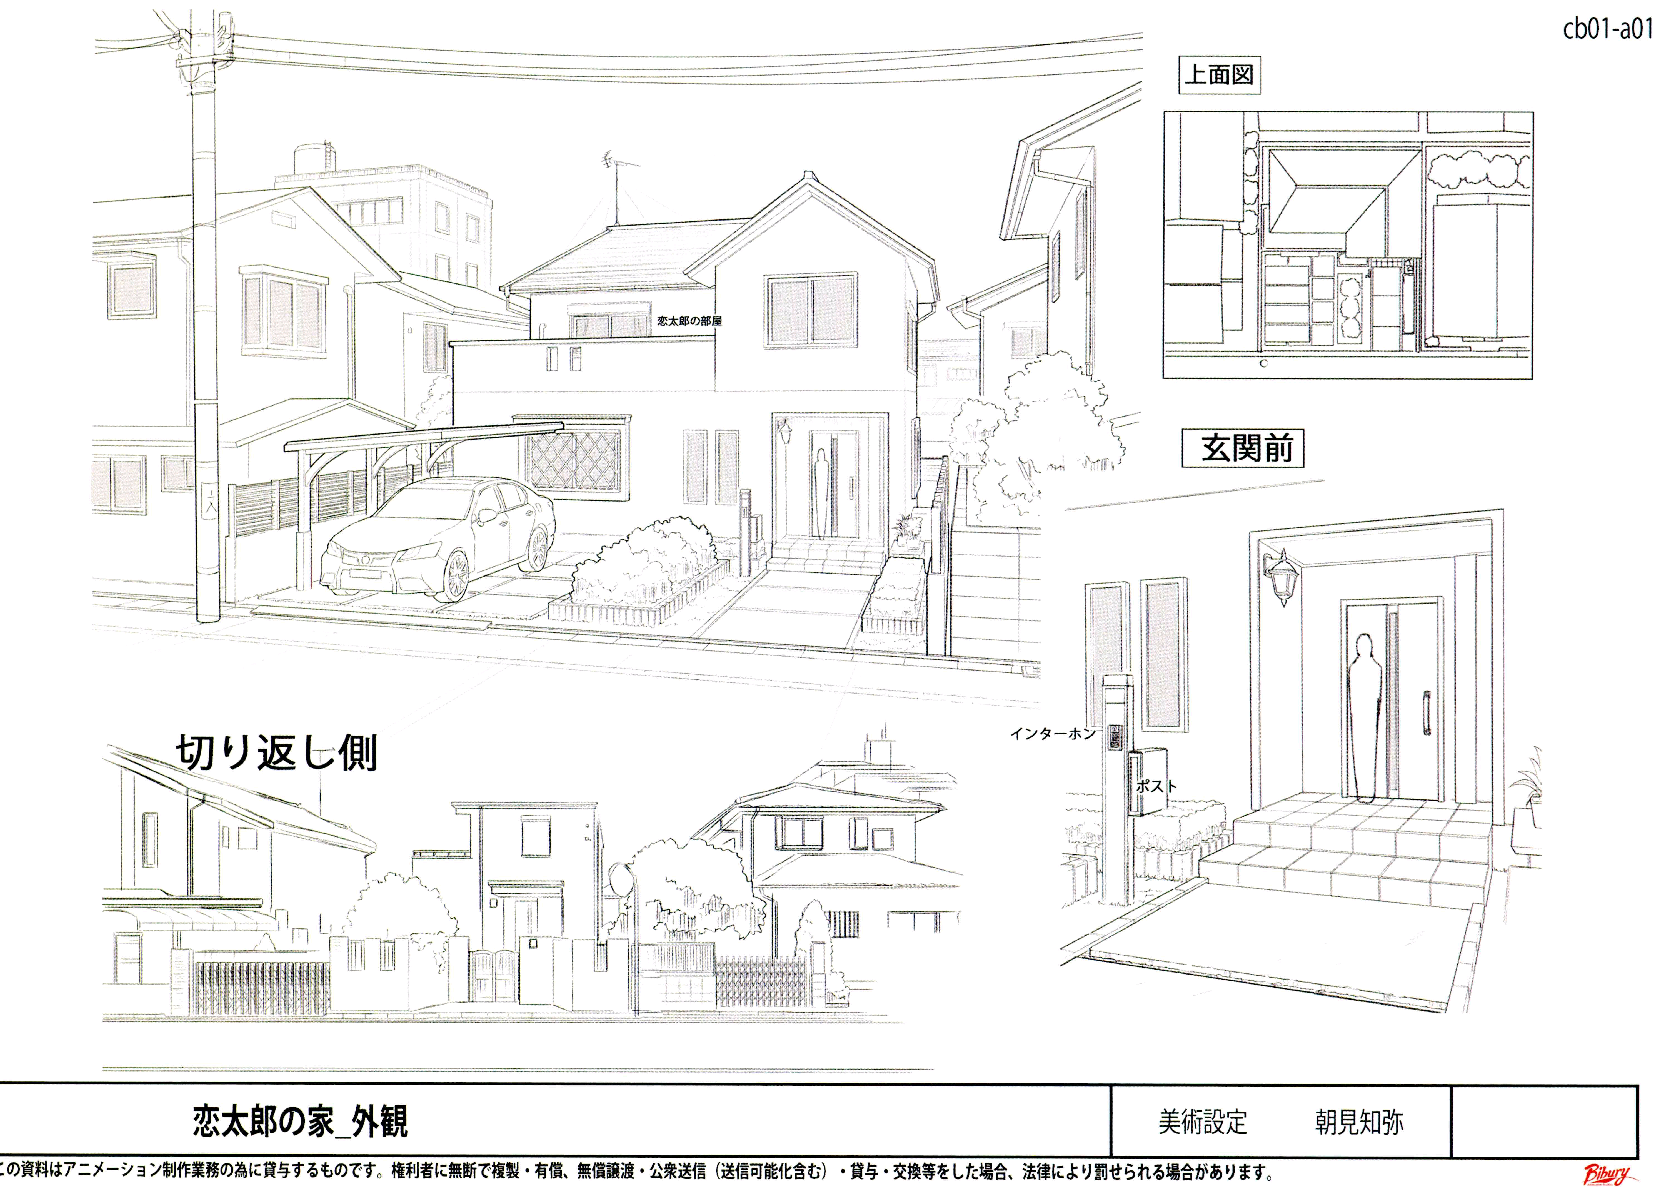 cb01-a01
上面図
恋太郎の部屋
玄関前
インターホン
ポスト
切り返し側
恋太郎の家_外観
美術設定 朝見知弥
この資料はアニメーション制作業務の為に貸与するものです。権利者に無断で複製・有償、無償譲渡・公衆送信（送信可能化含む）・貸与・交換等をした場合、法律により罰せられる場合があります。
Bibury